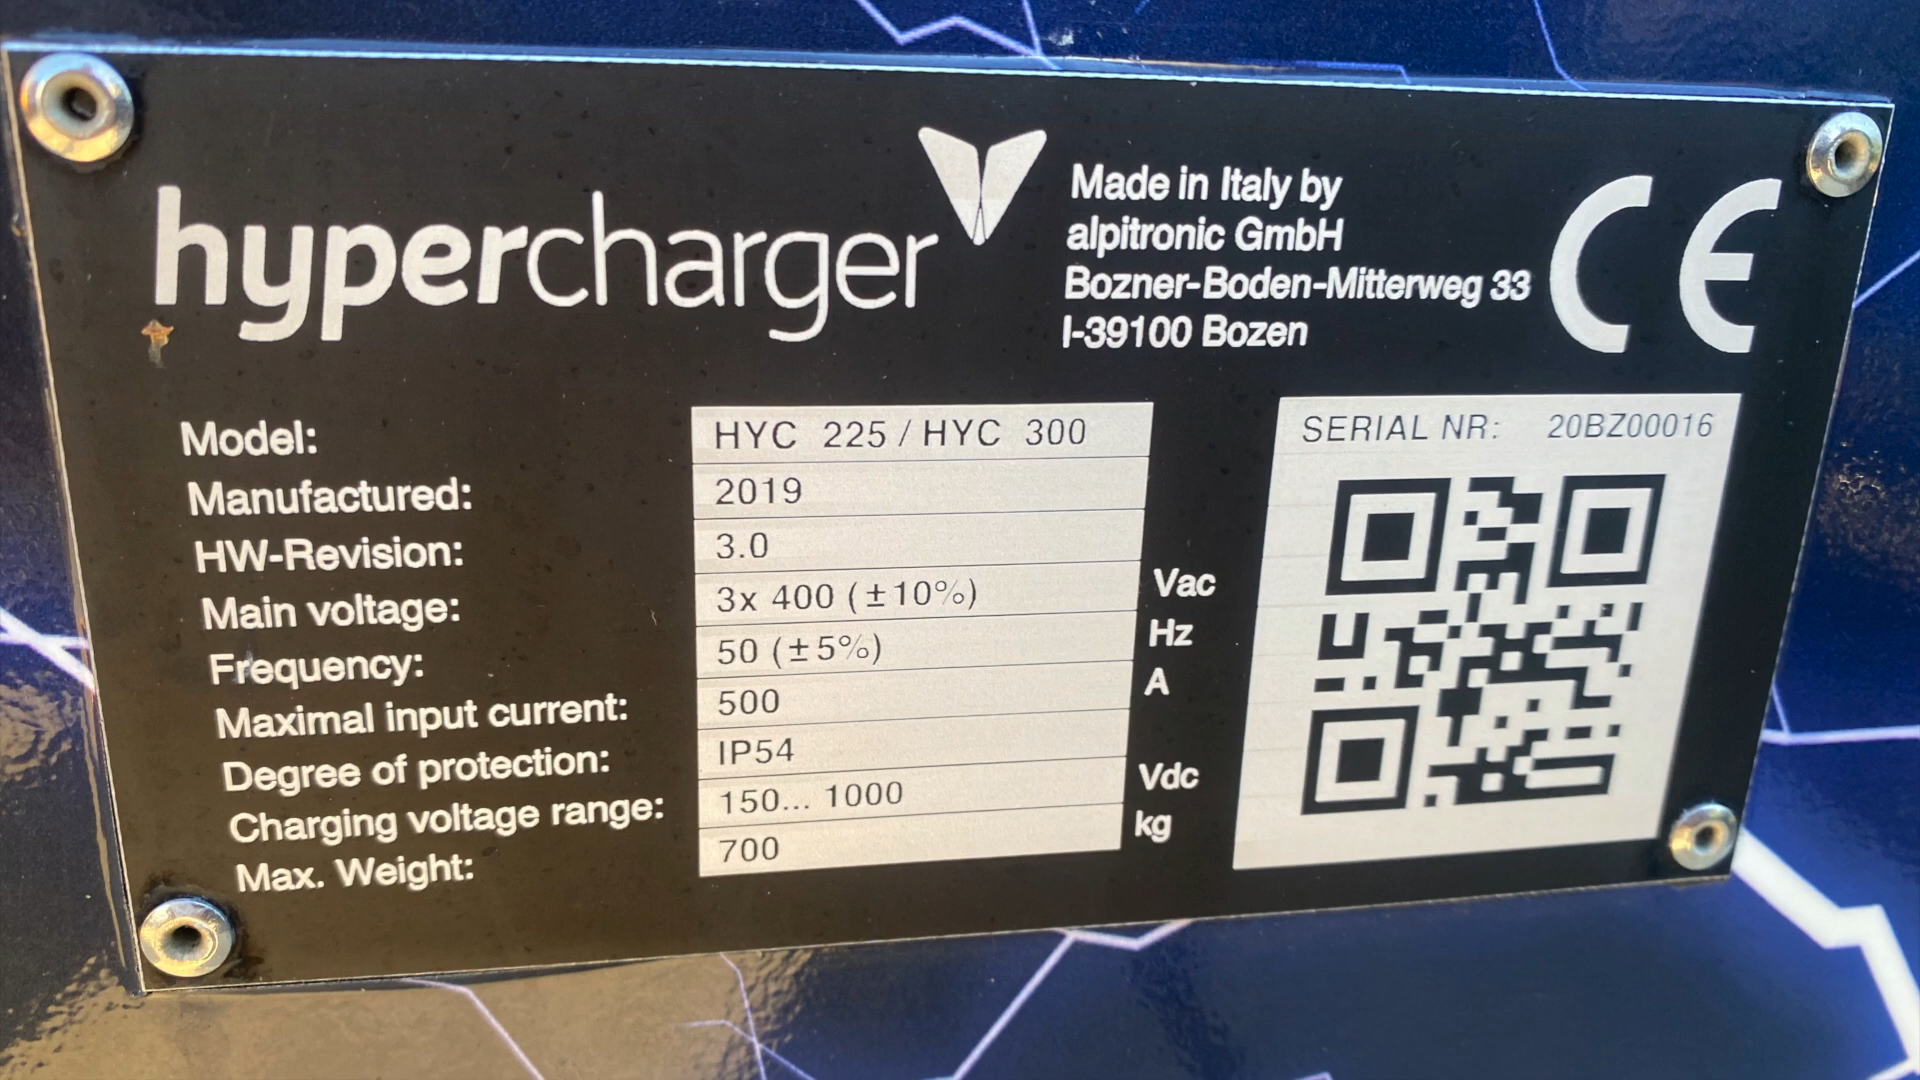 hypercharger
Made in Italy by
alpitronic GmbH
Bozner-Boden-Mitterweg 33
I-39100 Bozen
CE
Model: HYC 225 / HYC 300
Manufactured: 2019
HW-Revision: 3.0
Main voltage: 3x 400 (±10%) Vac
Frequency: 50 (±5%) Hz
Maximal input current: 500 A
Degree of protection: IP54
Charging voltage range: 150... 1000 Vdc
Max. Weight: 700 kg
SERIAL NR: 20BZ00016